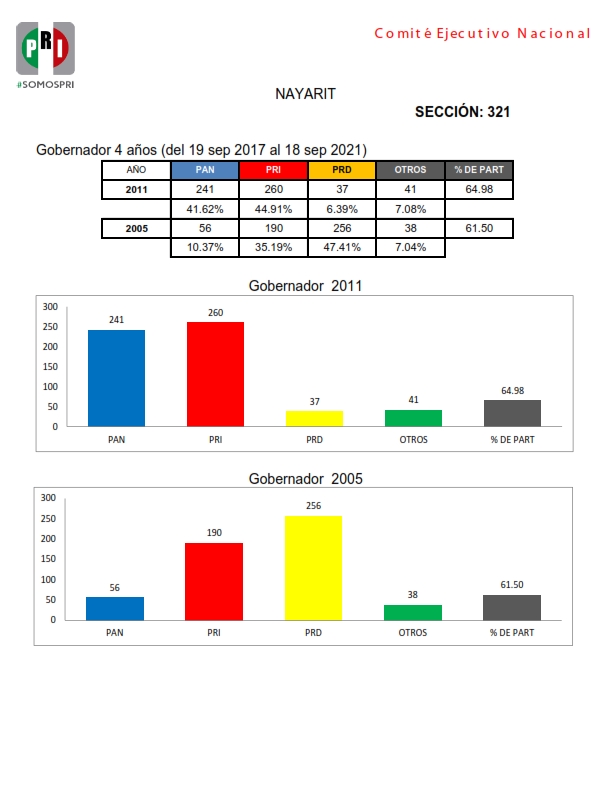 Comité Ejecutivo Nacional
PRI
#SOMOSPRI
NAYARIT
SECCIÓN: 321
Gobernador 4 años (del 19 sep 2017 al 18 sep 2021)
AÑO PAN PRI PRD OTROS % DE PART
2011 241 260 37 41 64.98
41.62% 44.91% 6.39% 7.08%
2005 56 190 256 38 61.50
10.37% 35.19% 47.41% 7.04%
Gobernador 2011
300
250
200
150
100
50
0
241
260
37
41
64.98
PAN PRI PRD OTROS % DE PART
Gobernador 2005
300
250
200
150
100
50
0
56
190
256
38
61.50
PAN PRI PRD OTROS % DE PART